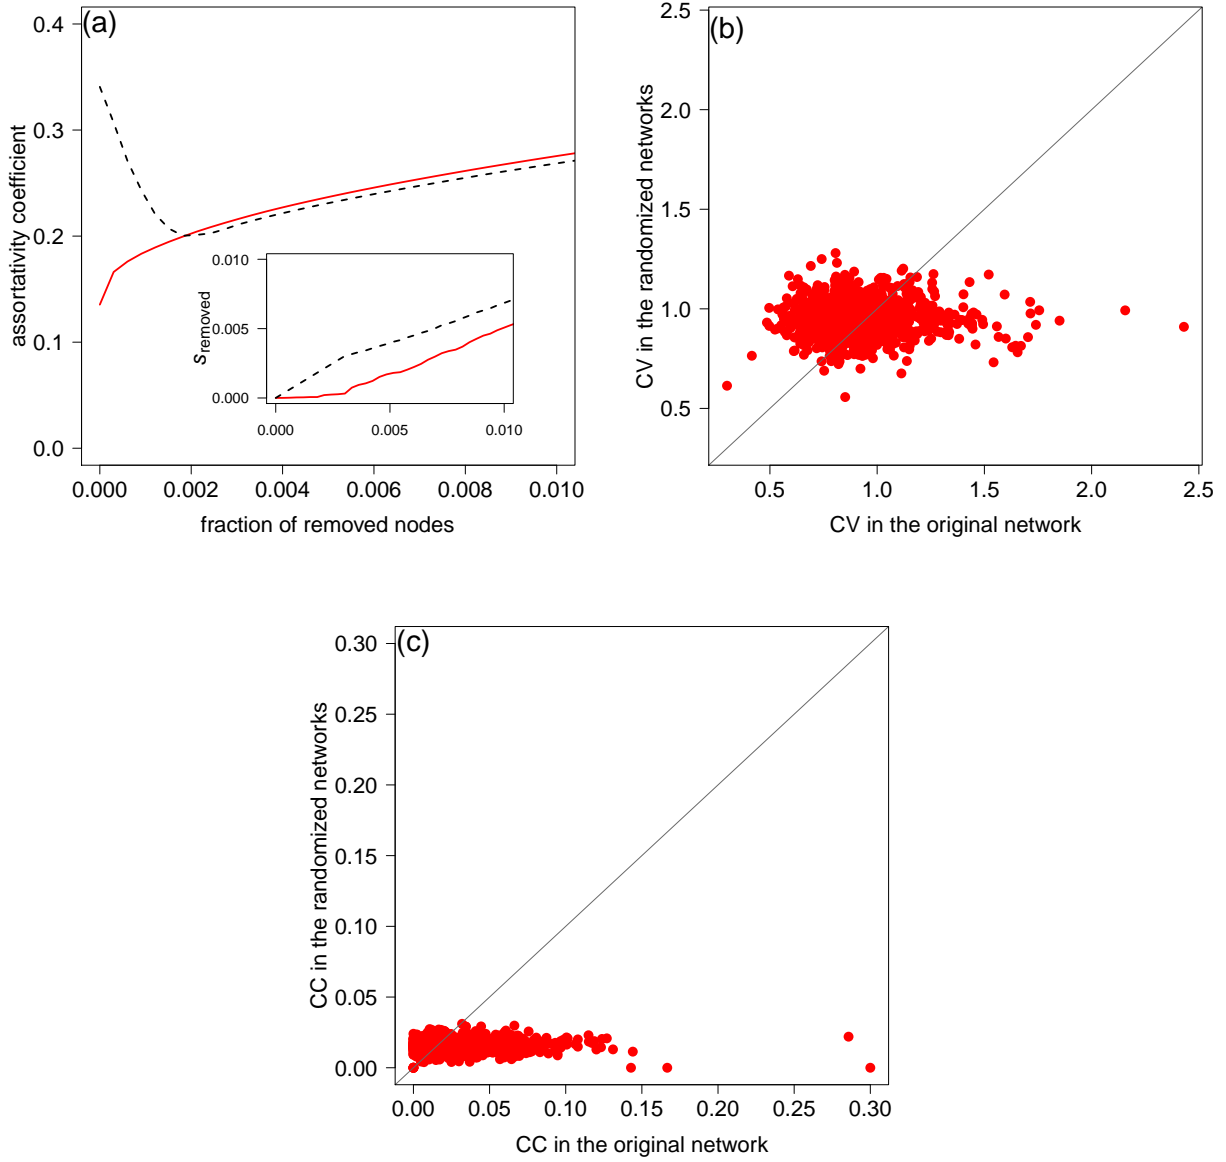 (a)
0.4
0.3
0.2
0.1
0.0
assortativity coefficient
0.000 0.002 0.004 0.006 0.008 0.010
fraction of removed nodes
0.010
0.005
0.000
Sremoved
0.000 0.005 0.010
(b)
2.5
2.0
1.5
1.0
0.5
CV in the randomized networks
0.5 1.0 1.5 2.0 2.5
CV in the original network
(c)
0.30
0.25
0.20
0.15
0.10
0.05
0.00
CC in the randomized networks
0.00 0.05 0.10 0.15 0.20 0.25 0.30
CC in the original network